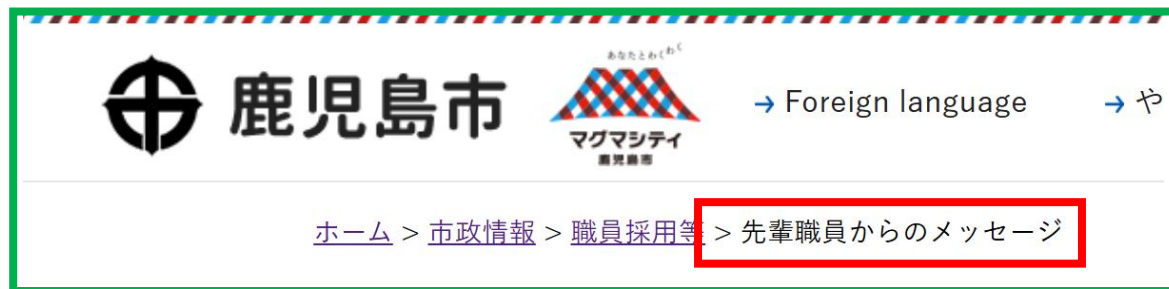 鹿児島市
あなたとわくわく
マグマシティ
鹿児島市
→ Foreign language
→ や
ホーム > 市政情報 > 職員採用等 > 先輩職員からのメッセージ